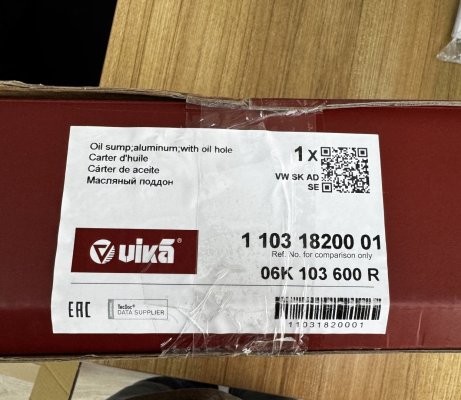 Oil sump;aluminum;with oil hole
Carter d'huile
Cárter de aceite
Масляный поддон
1 x
VW SK AD
SE
vika®
1 103 18200 01
Ref. No. for comparison only
06K 103 600 R
EAC
TecDoc®
DATA SUPPLIER
11031820001